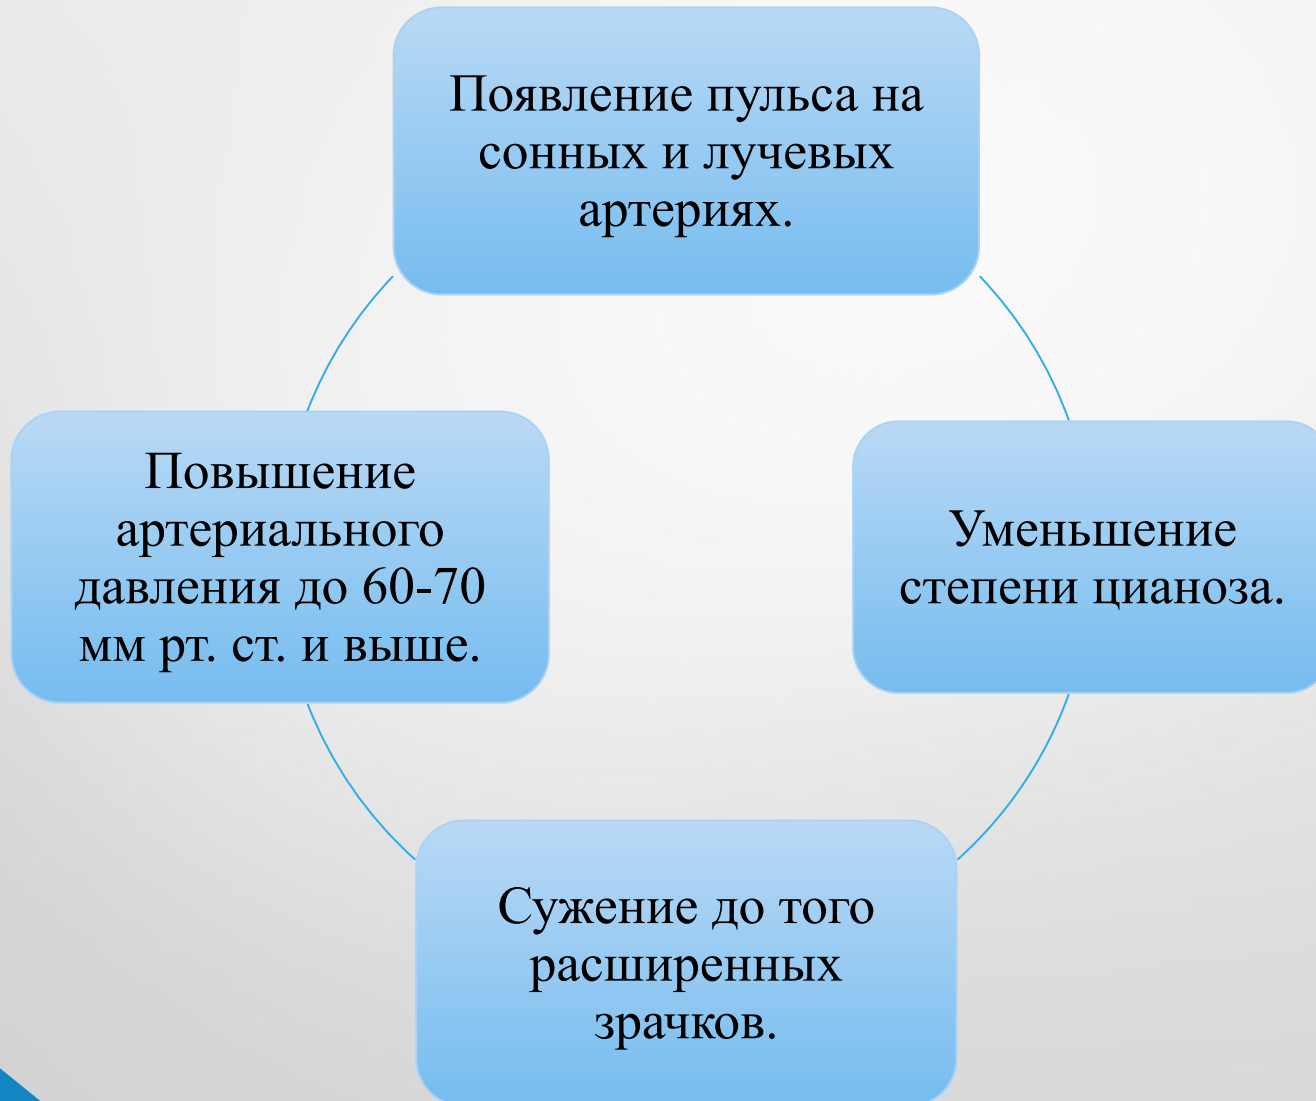 Появление пульса на
сонных и лучевых
артериях.
Повышение
артериального
давления до 60-70
мм рт. ст. и выше.
Уменьшение
степени цианоза.
Сужение до того
расширенных
зрачков.